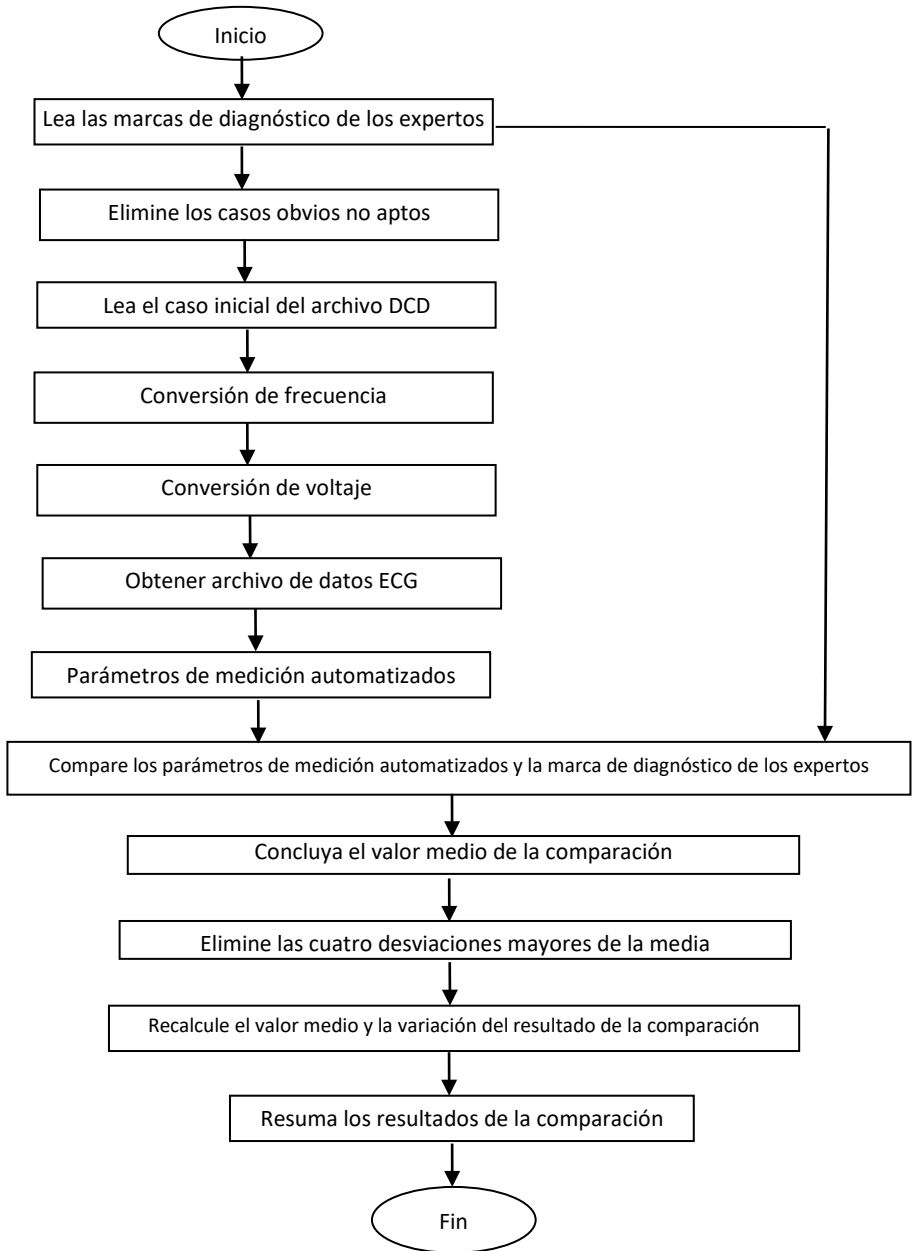 Inicio
Lea las marcas de diagnóstico de los expertos
Elimine los casos obvios no aptos
Lea el caso inicial del archivo DCD
Conversión de frecuencia
Conversión de voltaje
Obtener archivo de datos ECG
Parámetros de medición automatizados
Compare los parámetros de medición automatizados y la marca de diagnóstico de los expertos
Concluya el valor medio de la comparación
Elimine las cuatro desviaciones mayores de la media
Recalcule el valor medio y la variación del resultado de la comparación
Resuma los resultados de la comparación
Fin